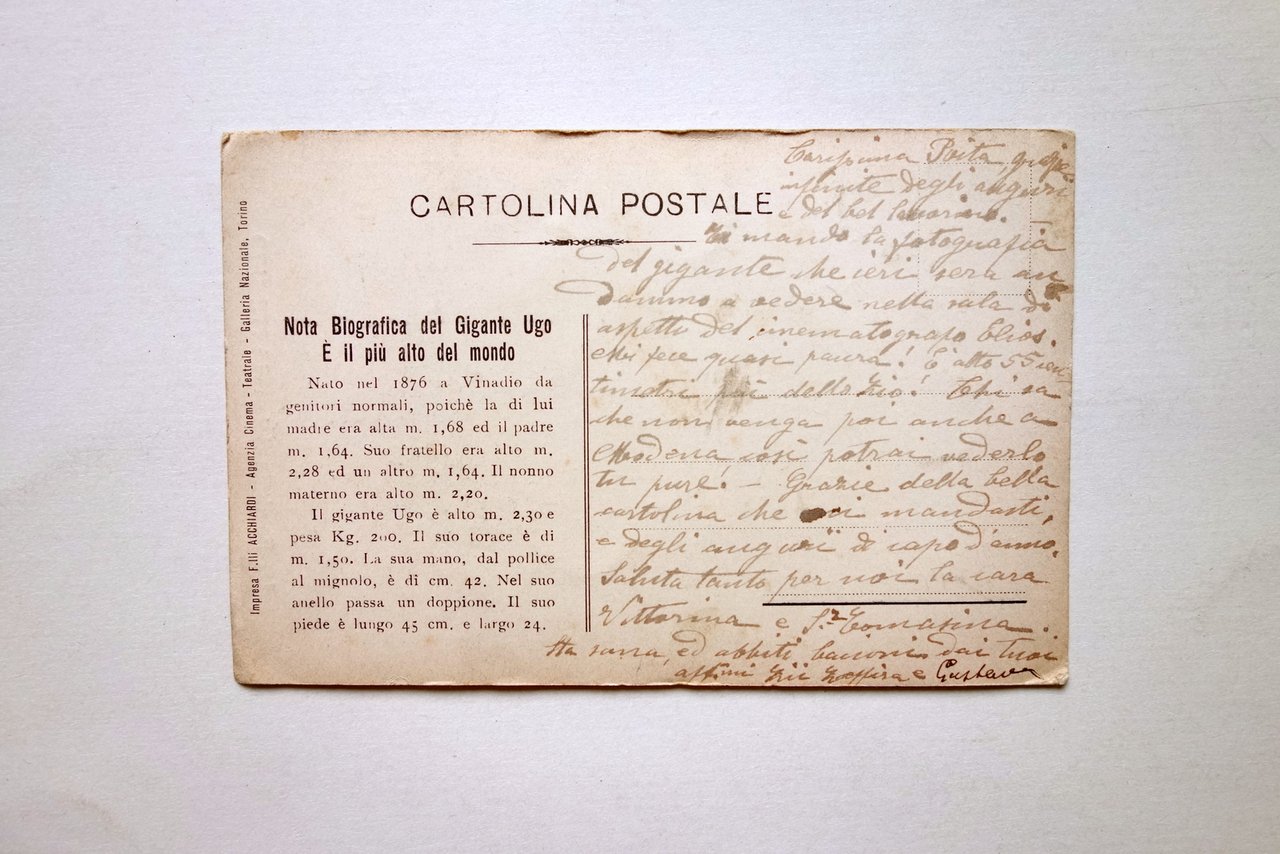 CARTOLINA POSTALE
Impresa F.lli ACCHIARDI - Agenzia Cinema - Teatrale - Galleria Nazionale, Torino
Nota Biografica del Gigante Ugo
È il più alto del mondo
Nato nel 1876 a Vinadio da
genitori normali, poichè la di lui
madre era alta m. 1,68 ed il padre
m. 1,64. Suo fratello era alto m.
2,28 ed un altro m. 1,64. Il nonno
materno era alto m. 2,20.
Il gigante Ugo è alto m. 2,30 e
pesa Kg. 200. Il suo torace è di
m. 1,50. La sua mano, dal pollice
al mignolo, è di cm. 42. Nel suo
anello passa un doppione. Il suo
piede è lungo 45 cm. e largo 24.
Carissima
infinite degli auguri
e del bel lavorino.
Ti mando la fotografia
del gigante che ieri sera an
dammo a vedere nella sala di
aspetto del cinematografo Elios.
Mi fece quasi paura! È alto 55 cen
timetri più dello zio! Chi sa
che non venga poi anche a
Modena così potrai vederlo
tu pure! - Grazie della bella
cartolina che ci mandasti,
e degli auguri di capo d'anno.
Saluta tanto per noi la cara
Vittorina e S.ra Tomasina.
Sta sana, ed abbiti bacioni dai tuoi
affmi zii Zeffira e Gustavo